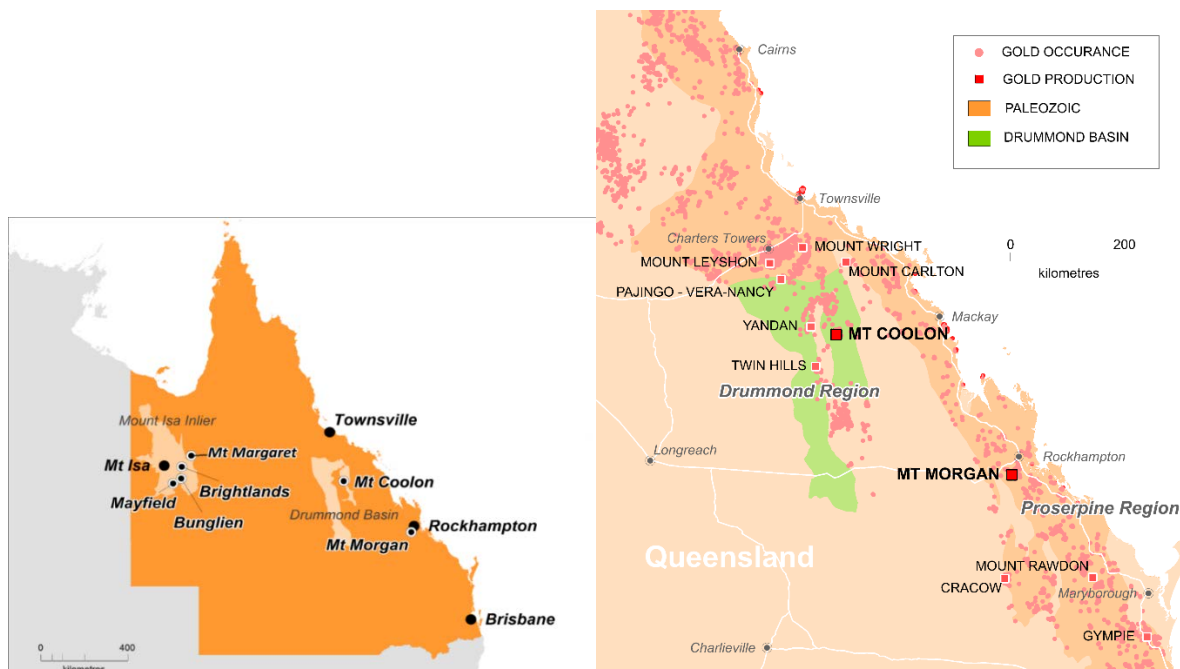 Mount Isa Inlier
Townsville
Mt Margaret
Mt Isa
Mt Coolon
Brightlands
Mayfield
Drummond Basin
Bunglien
Rockhampton
Mt Morgan
Brisbane
0 400
kilometres
Cairns
GOLD OCCURANCE
GOLD PRODUCTION
PALEOZOIC
DRUMMOND BASIN
Townsville
0 200
kilometres
Charters Towers
MOUNT WRIGHT
MOUNT LEYSHON
MOUNT CARLTON
PAJINGO - VERA-NANCY
Mackay
YANDAN
MT COOLON
TWIN HILLS
Drummond Region
Longreach
Rockhampton
MT MORGAN
Proserpine Region
Queensland
MOUNT RAWDON
CRACOW
Maryborough
GYMPIE
Charlieville